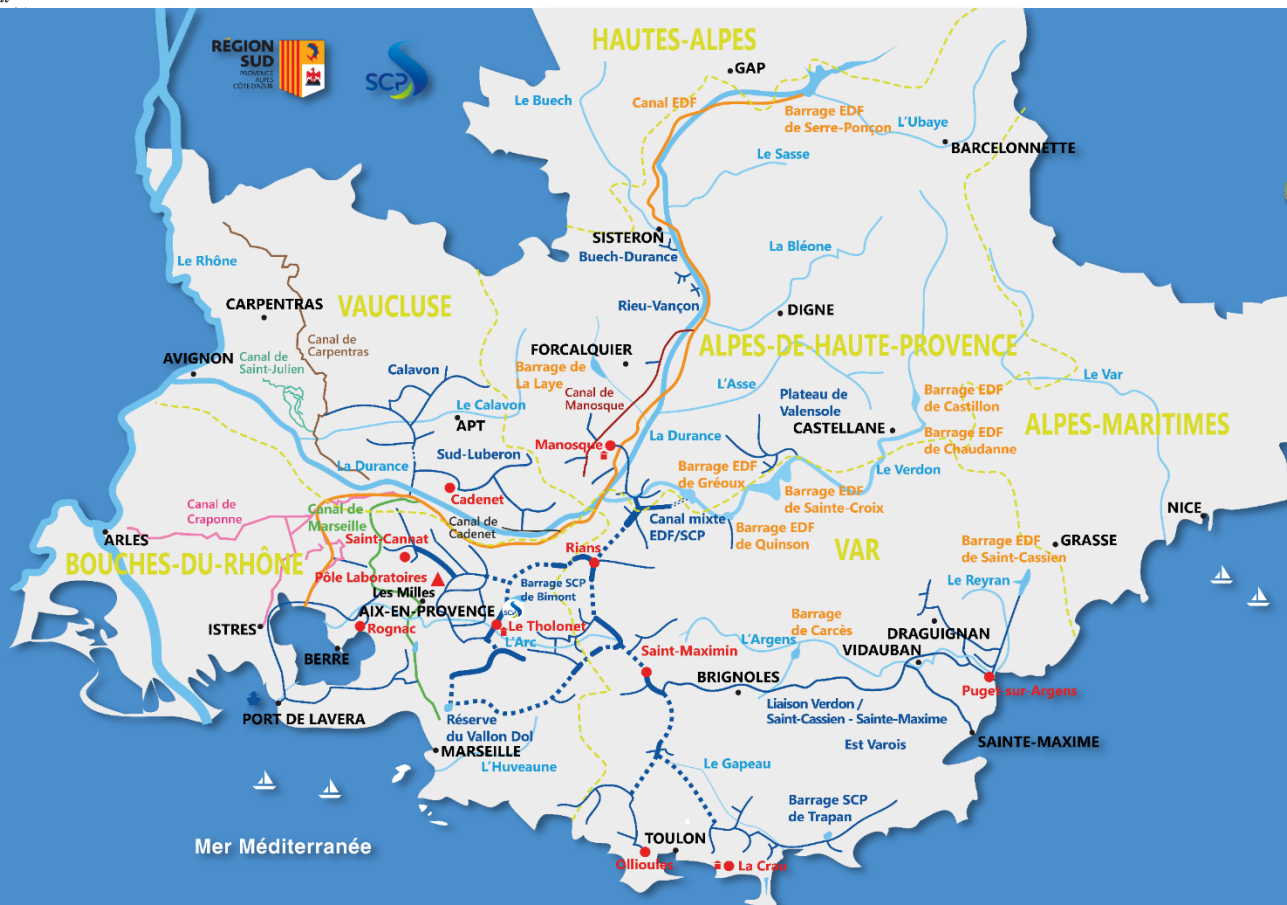 RÉGION
SUD
PROVENCE
ALPES
CÔTE D'AZUR
SCP
HAUTES-ALPES
GAP
Le Buech
Canal EDF
Barrage EDF
de Serre-Ponçon
L'Ubaye
BARCELONNETTE
Le Sasse
SISTERON
Buech-Durance
La Bléone
Le Rhône
Rieu-Vançon
CARPENTRAS
VAUCLUSE
DIGNE
Canal de
Carpentras
FORCALQUIER
ALPES-DE-HAUTE-PROVENCE
AVIGNON
Canal de
Saint-Julien
Barrage de
La Laye
Calavon
Le Var
L'Asse
Canal de
Manosque
Plateau de
Valensole
Barrage EDF
de Castillon
Le Calavon
APT
CASTELLANE
ALPES-MARITIMES
Barrage EDF
de Chaudanne
Manosque
La Durance
Sud-Luberon
La Durance
Barrage EDF
de Gréoux
Le Verdon
Cadenet
Barrage EDF
de Sainte-Croix
Canal de
Craponne
Canal de
Marseille
Canal de
Cadenet
Canal mixte
EDF/SCP
Barrage EDF
de Quinson
NICE
ARLES
Saint-Cannat
Rians
VAR
Barrage EDF
de Saint-Cassien
GRASSE
BOUCHES-DU-RHÔNE
Pôle Laboratoires
Les Milles
Barrage SCP
de Bimont
Le Reyran
AIX-EN-PROVENCE
SCP
Barrage
de Carcès
ISTRES
Rognac
Le Tholonet
L'Arc
L'Argens
DRAGUIGNAN
BERRE
Saint-Maximin
VIDAUBAN
BRIGNOLES
Puget-sur-Argens
PORT DE LAVERA
Réserve
du Vallon Dol
Liaison Verdon /
Saint-Cassien - Sainte-Maxime
MARSEILLE
Est Varois
SAINTE-MAXIME
L'Huveaune
Le Gapeau
Barrage SCP
de Trapan
Mer Méditerranée
TOULON
Ollioules
La Crau